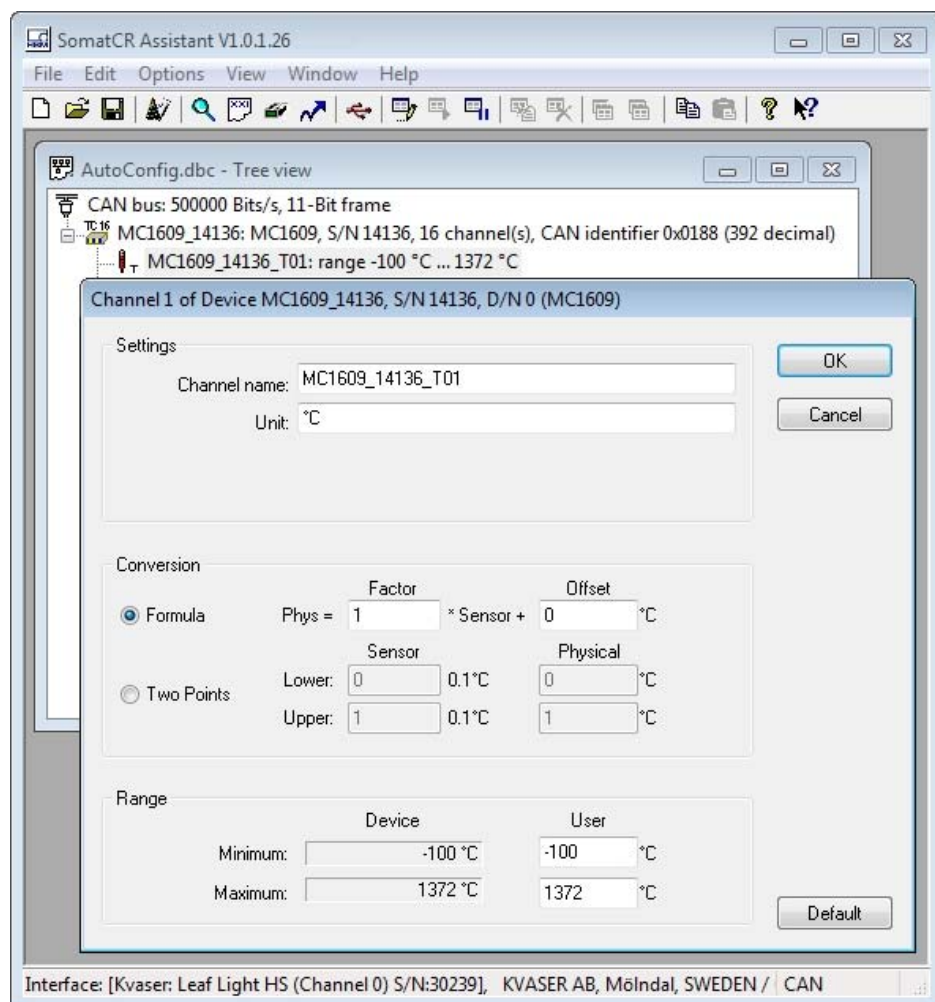 SomatCR Assistant V1.0.1.26
File Edit Options View Window Help
AutoConfig.dbc - Tree view
CAN bus: 500000 Bits/s, 11-Bit frame
TC 16
MC1609_14136: MC1609, S/N 14136, 16 channel(s), CAN identifier 0x0188 (392 decimal)
T MC1609_14136_T01: range -100 °C ... 1372 °C
Channel 1 of Device MC1609_14136, S/N 14136, D/N 0 (MC1609)
Settings
OK
Channel name: MC1609_14136_T01
Cancel
Unit: °C
Conversion
Factor Offset
Formula Phys = 1 * Sensor + 0 °C
Sensor Physical
Two Points
Lower: 0 0.1°C 0 °C
Upper: 1 0.1°C 1 °C
Range
Device User
Minimum: -100 °C -100 °C
Maximum: 1372 °C 1372 °C
Default
Interface: [Kvaser: Leaf Light HS (Channel 0) S/N:30239], KVASER AB, Mölndal, SWEDEN / CAN